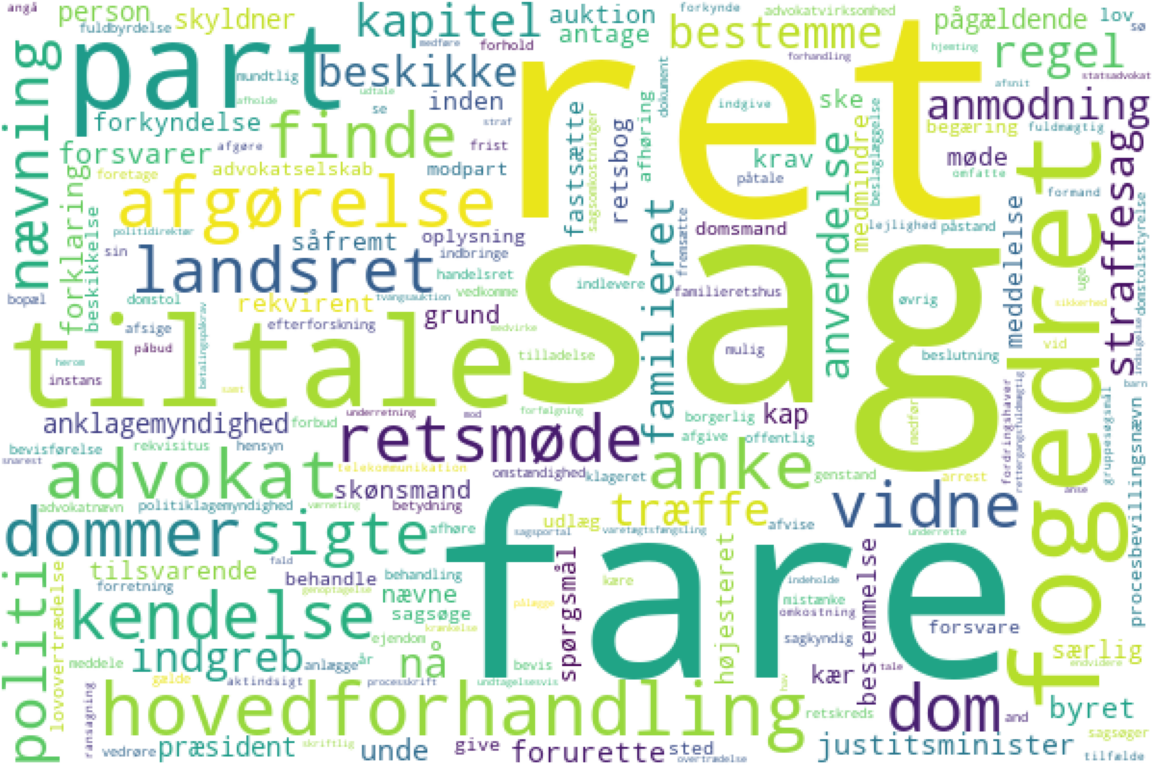 angå
person
skyldner
kapitel
auktion
forkynde
advokatvirksomhed
pågældende
lov
sø
fuldbyrdelse
medføre
forhold
antage
bestemme
forhandling
regel
hjemting
afsnit
statsadvokat
nævning
part
mundtlig
beskikke
udtale
afholde
se
straf
inden
ret
dokument
indgive
ske
anmodning
forkyndelse
finde
frist
fastsætte
sagsomkostninger
retsbog
afhøring
begæring
fuldmægtig
forsvarer
afgøre
modpart
krav
påtale
medmindre
beslaglæggelse
møde
omfatte
foretage
advokatselskab
formand
forklaring
beskikkelse
afgørelse
politidirektør
sin
såfremt
oplysning
indbringe
domsmand
fremsætte
lejlighed
påstand
meddelelse
uge
straffesag
domstolsstyrelse
bopæl
domstol
landsret
handelsret
vedkomme
indlevere
familieret
familieretshus
anvendelse
øvrig
sikkerhed
indsigelse
rekvirent
tvangsauktion
grund
medvirke
afsige
efterforskning
påbud
sag
fogedret
vid
tiltale
tilladelse
mulig
beslutning
herom
instans
betalingspåkrav
samt
barn
anklagemyndighed
forbud
underretning
mod
forfølgning
borgerlig
kap
medfør
fordringshaver
rettergangsfuldmægtig
gruppesøgsmål
procesbevillingsnævn
bevisførelse
rekvisitus
hensyn
retsmøde
afgive
offentlig
snarest
advokat
telekommunikation
omstændighed
klageret
anke
genstand
arrest
anse
advokatnævn
varneting
skønsmand
politiklagemyndighed
betydning
udlæg
træffe
afvise
vidne
underrette
dommer
sigte
afhøre
sagsportal
varetægtsfængsling
politi
lovovertrædelse
tilsvarende
fald
behandle
behandling
fare
kære
mistænke
indeholde
omkostning
bestemmelse
forretning
genoptagelse
nævne
pålægge
sagsøge
spørgsmål
højesteret
sagkyndig
forsvare
kendelse
ejendom
krænkelse
særlig
endvidere
meddele
indgreb
anlægge
år
nå
bevis
kær
tale
gælde
aktindsigt
processkrift
undtagelsesvis
ransagning
hovedforhandling
hav
retskreds
dom
and
byret
vedrøre
præsident
skriftlig
unde
give
forurette
sted
overtrædelse
justitsminister
sagsøger
tilfælde